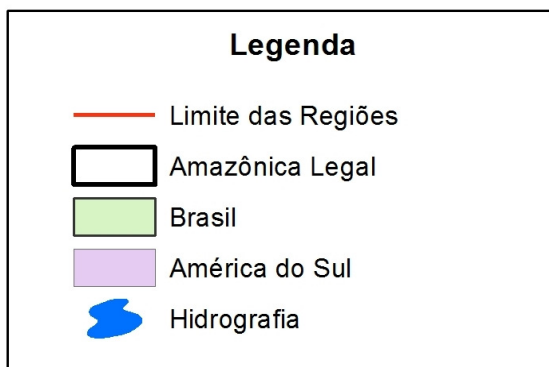 Legenda
Limite das Regiões
Amazônica Legal
Brasil
América do Sul
Hidrografia